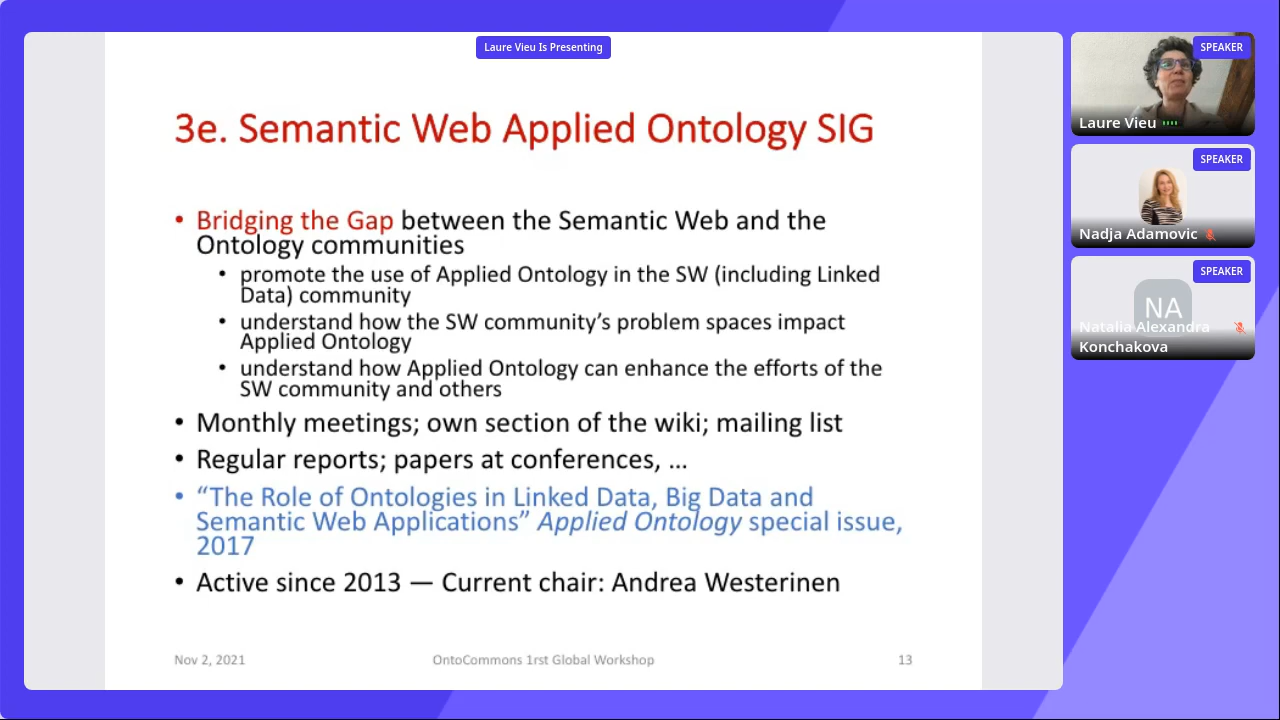 Laure Vieu Is Presenting
3e. Semantic Web Applied Ontology SIG
• Bridging the Gap between the Semantic Web and the
Ontology communities
• promote the use of Applied Ontology in the SW (including Linked
Data) community
• understand how the SW community’s problem spaces impact
Applied Ontology
• understand how Applied Ontology can enhance the efforts of the
SW community and others
• Monthly meetings; own section of the wiki; mailing list
• Regular reports; papers at conferences, …
• “The Role of Ontologies in Linked Data, Big Data and
Semantic Web Applications” Applied Ontology special issue,
2017
• Active since 2013 — Current chair: Andrea Westerinen
Nov 2, 2021
OntoCommons 1rst Global Workshop
13
SPEAKER
Laure Vieu
SPEAKER
Nadja Adamovic
SPEAKER
NA
Natalia Alexandra
Konchakova